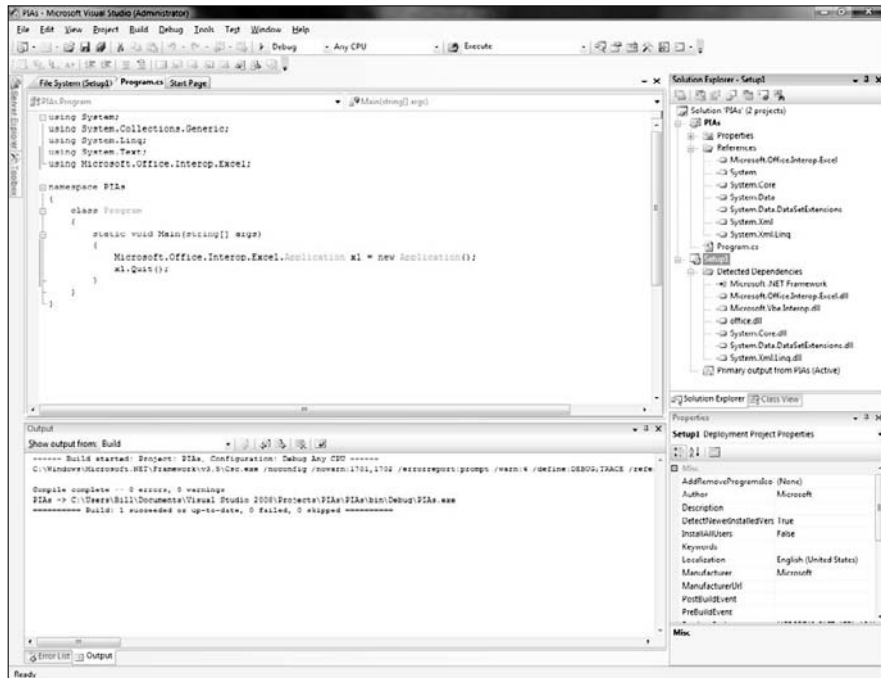 PIAs - Microsoft Visual Studio (Administrator)
File Edit View Project Build Debug Tools Test Window Help
Debug Any CPU Execute
File System (Setup1) Program.cs Start Page
PIAs.Program Main(string[] args)
Server Explorer Toolbox
using System;
using System.Collections.Generic;
using System.Linq;
using System.Text;
using Microsoft.Office.Interop.Excel;
namespace PIAs
{
class Program
{
static void Main(string[] args)
{
Microsoft.Office.Interop.Excel.Application xl = new Application();
xl.Quit();
}
}
}
Output
Show output from: Build
------ Build started: Project: PIAs, Configuration: Debug Any CPU ------
C:\Windows\Microsoft.NET\Framework\v3.5\Csc.exe /noconfig /nowarn:1701,1702 /errorreport:prompt /warn:4 /define:DEBUG;TRACE /refe
Compile complete -- 0 errors, 0 warnings
PIAs -> C:\Users\Bill\Documents\Visual Studio 2008\Projects\PIAs\PIAs\bin\Debug\PIAs.exe
========== Build: 1 succeeded or up-to-date, 0 failed, 0 skipped ==========
Error List Output
Ready
Solution Explorer - Setup1
Solution 'PIAs' (2 projects)
PIAs
Properties
References
Microsoft.Office.Interop.Excel
System
System.Core
System.Data
System.Data.DataSetExtensions
System.Xml
System.Xml.Linq
Program.cs
Setup1
Detected Dependencies
Microsoft .NET Framework
Microsoft.Office.Interop.Excel.dll
Microsoft.Vbe.Interop.dll
office.dll
System.Core.dll
System.Data.DataSetExtensions.dll
System.Xml.Linq.dll
Primary output from PIAs (Active)
Solution Explorer Class View
Properties
Setup1 Deployment Project Properties
Misc
AddRemoveProgramsIco (None)
Author Microsoft
Description
DetectNewerInstalledVers True
InstallAllUsers False
Keywords
Localization English (United States)
Manufacturer Microsoft
ManufacturerUrl
PostBuildEvent
PreBuildEvent
Misc